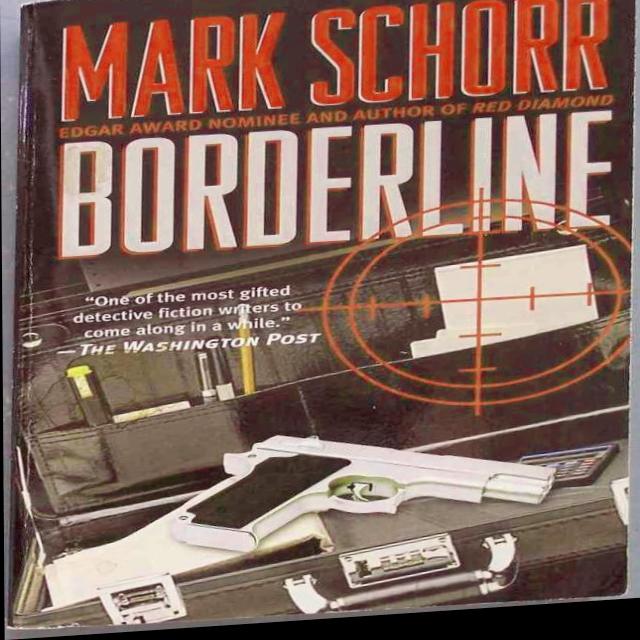 MARK SCHORR
EDGAR AWARD NOMINEE AND AUTHOR OF RED DIAMOND
BORDERLINE
“One of the most gifted
detective fiction writers to
come along in a while.”
—THE WASHINGTON POST